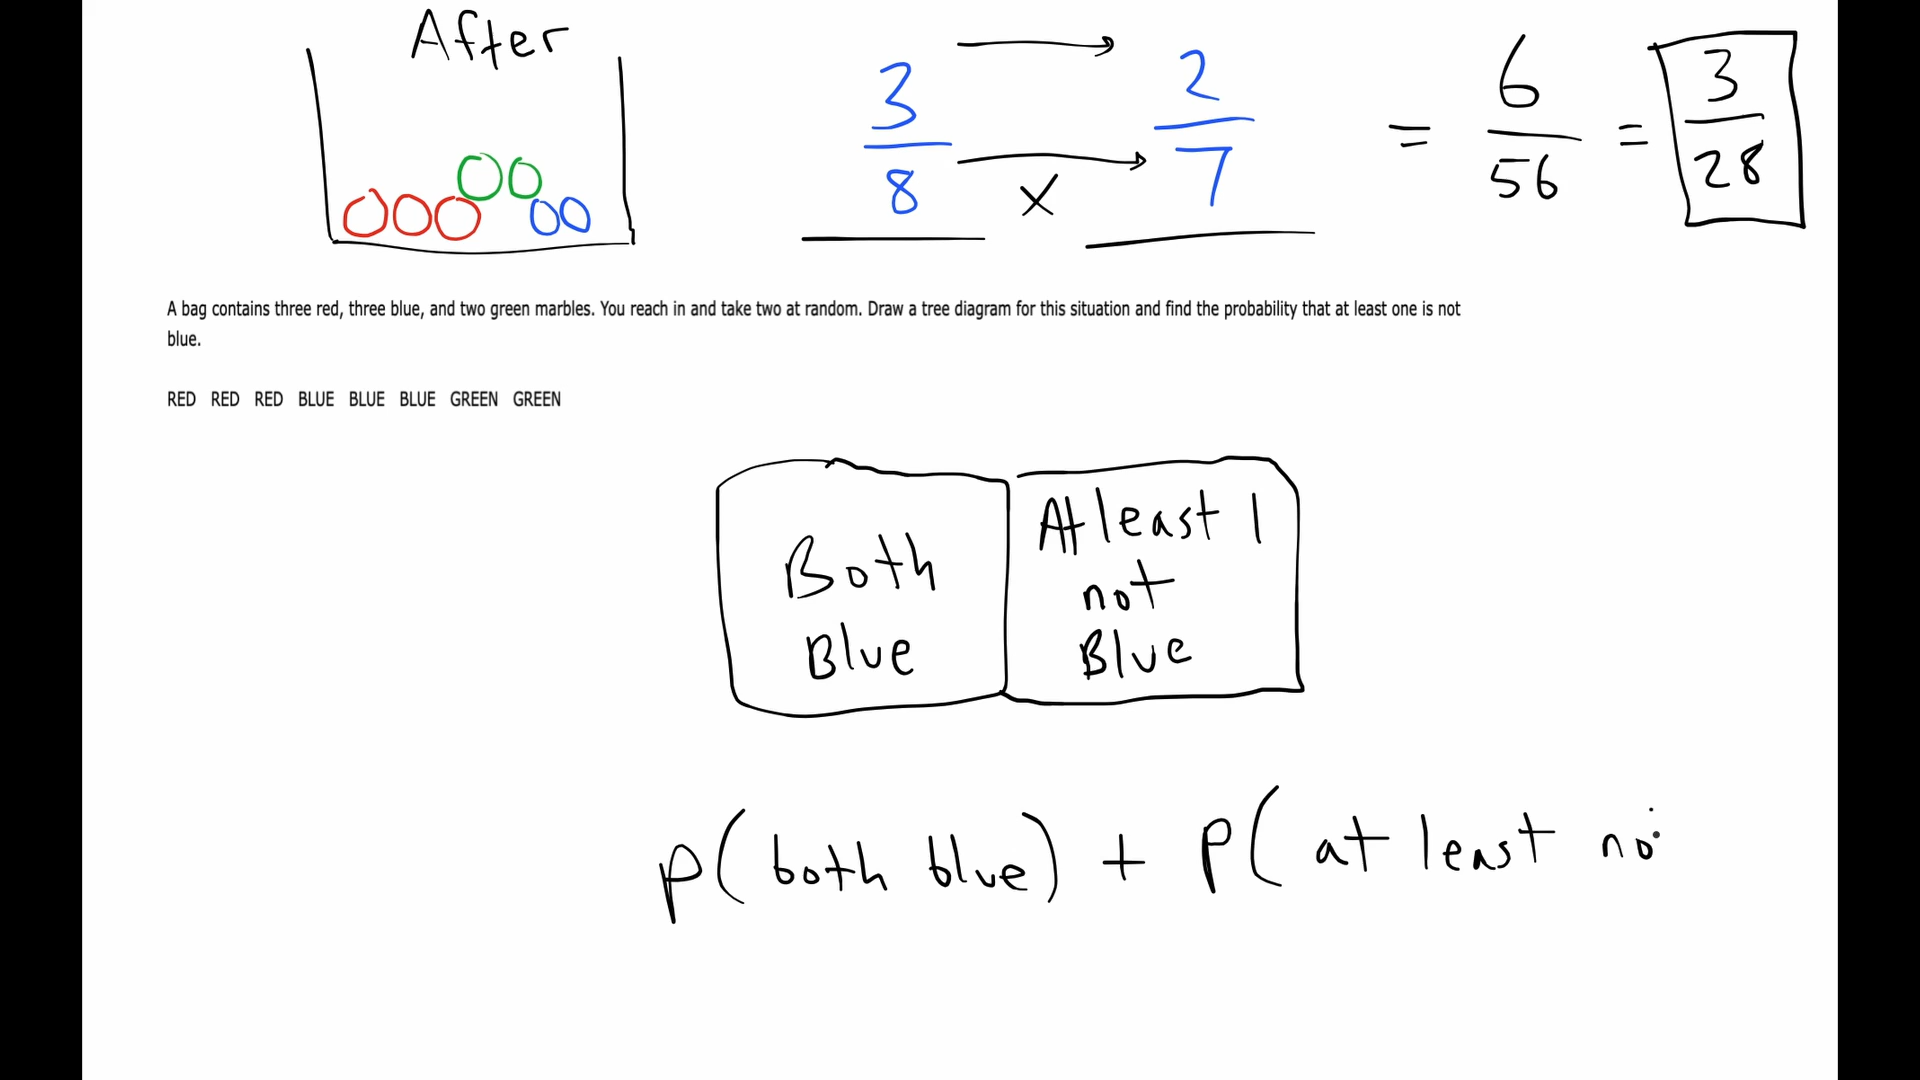 After
3/8 × 2/7 = 6/56 = 3/28
A bag contains three red, three blue, and two green marbles. You reach in and take two at random. Draw a tree diagram for this situation and find the probability that at least one is not
blue.
RED RED RED BLUE BLUE BLUE GREEN GREEN
Both
Blue
At least 1
not
Blue
P( both blue) + P( at least no